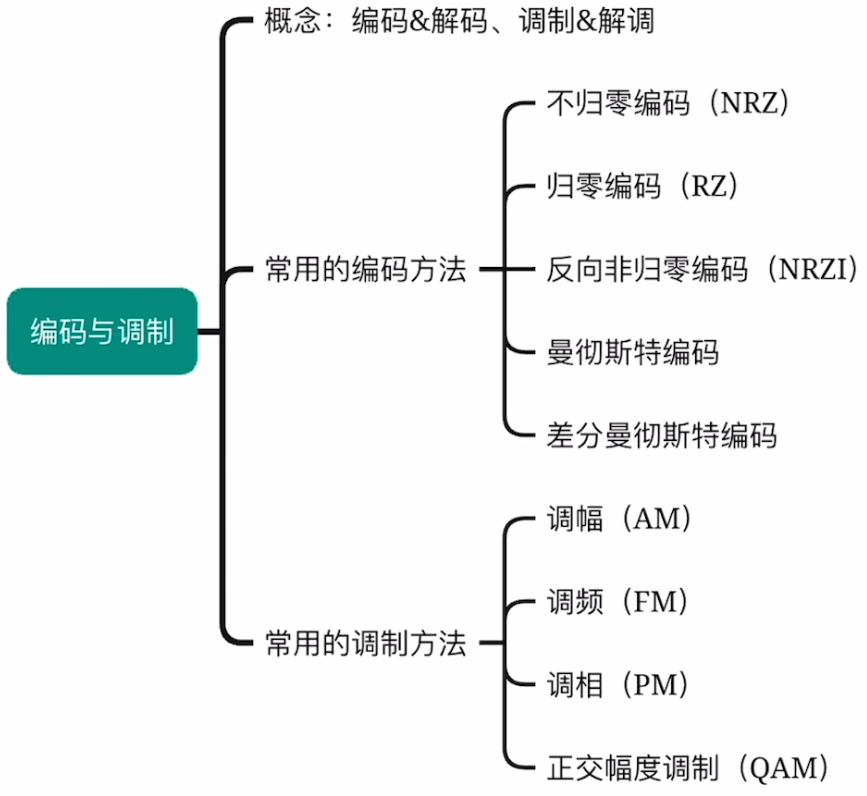 概念：编码&解码、调制&解调
不归零编码（NRZ）
归零编码（RZ）
常用的编码方法
反向非归零编码（NRZI）
编码与调制
曼彻斯特编码
差分曼彻斯特编码
调幅（AM）
调频（FM）
常用的调制方法
调相（PM）
正交幅度调制（QAM）